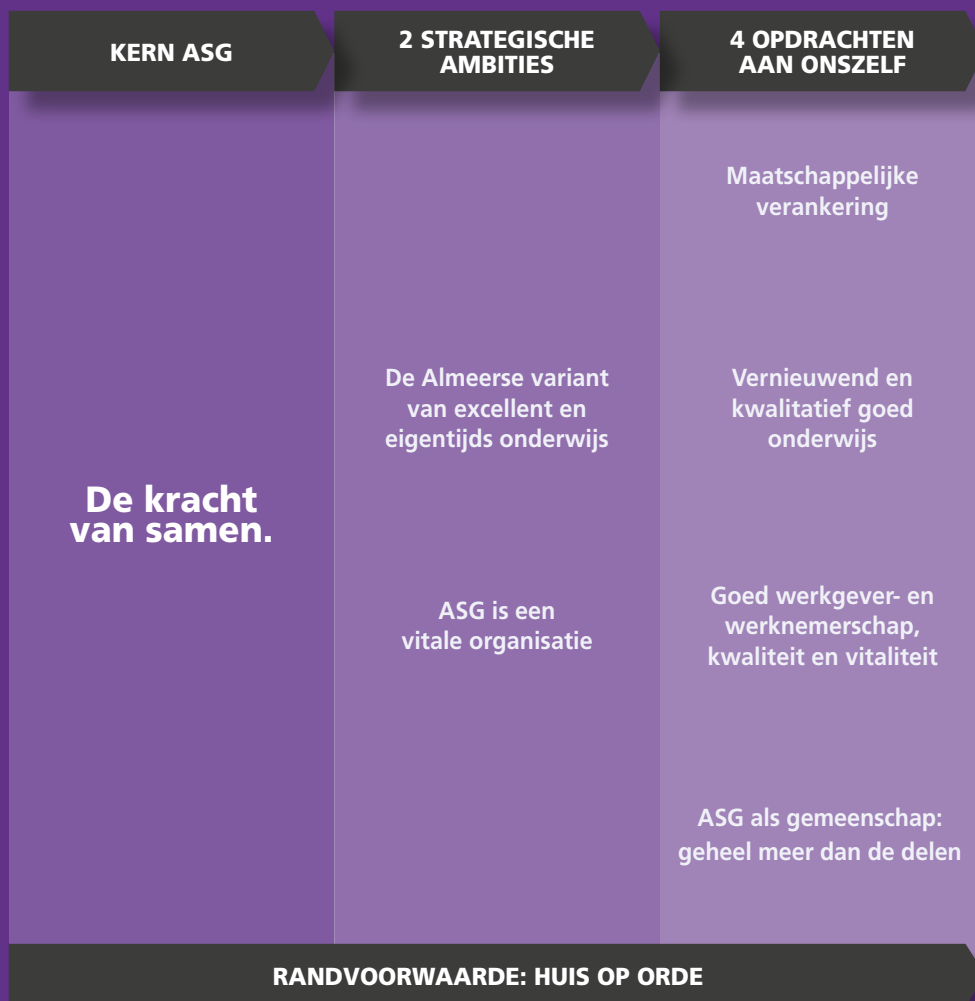 KERN ASG
2 STRATEGISCHE
AMBITIES
4 OPDRACHTEN
AAN ONSZELF
De kracht
van samen.
De Almeerse variant
van excellent en
eigentijds onderwijs
ASG is een
vitale organisatie
Maatschappelijke
verankering
Vernieuwend en
kwalitatief goed
onderwijs
Goed werkgever- en
werknemerschap,
kwaliteit en vitaliteit
ASG als gemeenschap:
geheel meer dan de delen
RANDVOORWAARDE: HUIS OP ORDE